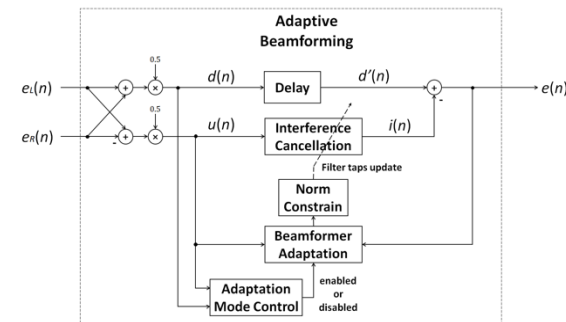 Adaptive
Beamforming
0.5
eL(n)
+
×
d(n)
Delay
d'(n)
+
e(n)
-
0.5
eR(n)
-
+
×
u(n)
Interference
Cancellation
i(n)
Filter taps update
Norm
Constrain
Beamformer
Adaptation
Adaptation
Mode Control
enabled
or
disabled